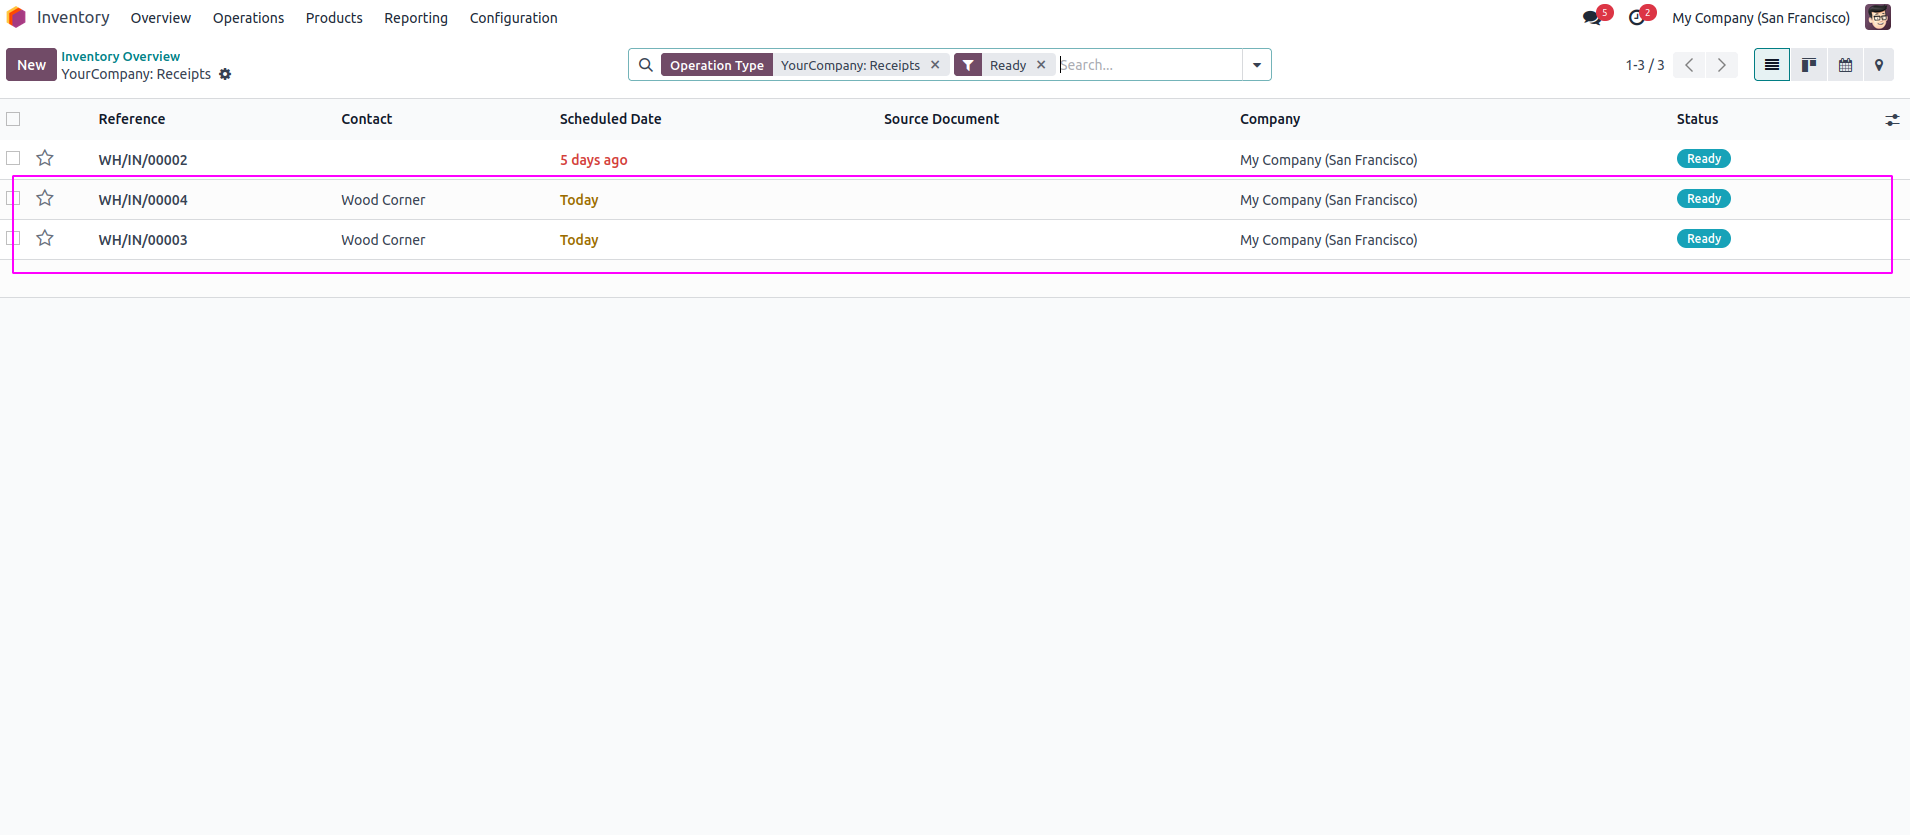 Inventory Overview Operations Products Reporting Configuration 5 2 My Company (San Francisco)
New Inventory Overview
YourCompany: Receipts
Operation Type YourCompany: Receipts × Ready × Search...
1-3 / 3
Reference Contact Scheduled Date Source Document Company Status
WH/IN/00002 5 days ago My Company (San Francisco) Ready
WH/IN/00004 Wood Corner Today My Company (San Francisco) Ready
WH/IN/00003 Wood Corner Today My Company (San Francisco) Ready